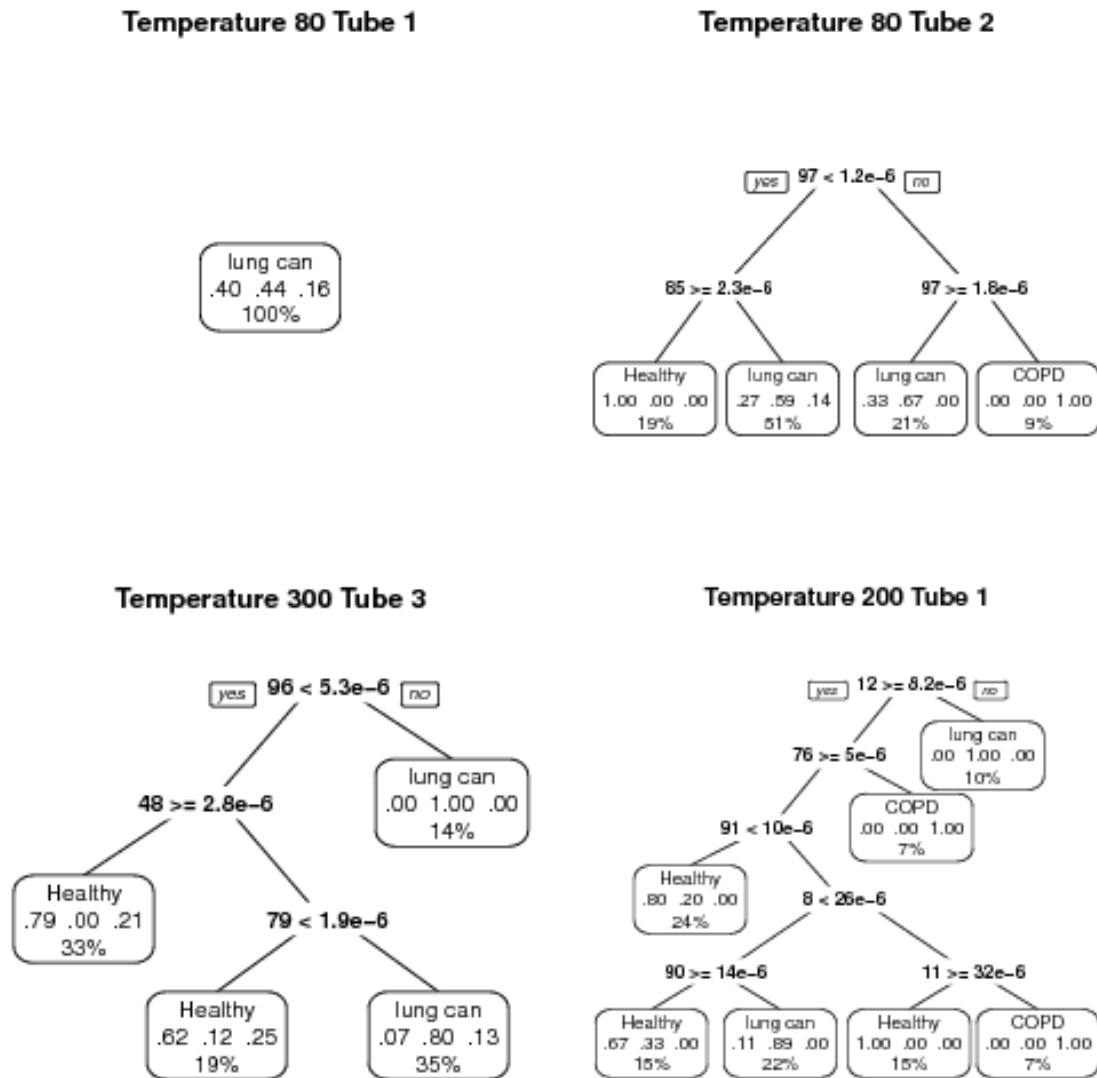 Temperature 80 Tube 1
lung can
.40 .44 .16
100%
Temperature 80 Tube 2
yes 97 < 1.2e-6 no
85 >= 2.3e-6
97 >= 1.8e-6
Healthy
1.00 .00 .00
19%
lung can
.27 .59 .14
51%
lung can
.33 .67 .00
21%
COPD
.00 .00 1.00
9%
Temperature 300 Tube 3
yes 96 < 5.3e-6 no
lung can
.00 1.00 .00
14%
48 >= 2.8e-6
Healthy
.79 .00 .21
33%
79 < 1.9e-6
Healthy
.62 .12 .25
19%
lung can
.07 .80 .13
35%
Temperature 200 Tube 1
yes 12 >= 8.2e-6 no
lung can
.00 1.00 .00
10%
76 >= 5e-6
COPD
.00 .00 1.00
7%
91 < 10e-6
Healthy
.80 .20 .00
24%
8 < 26e-6
90 >= 14e-6
11 >= 32e-6
Healthy
.67 .33 .00
15%
lung can
.11 .89 .00
22%
Healthy
1.00 .00 .00
15%
COPD
.00 .00 1.00
7%